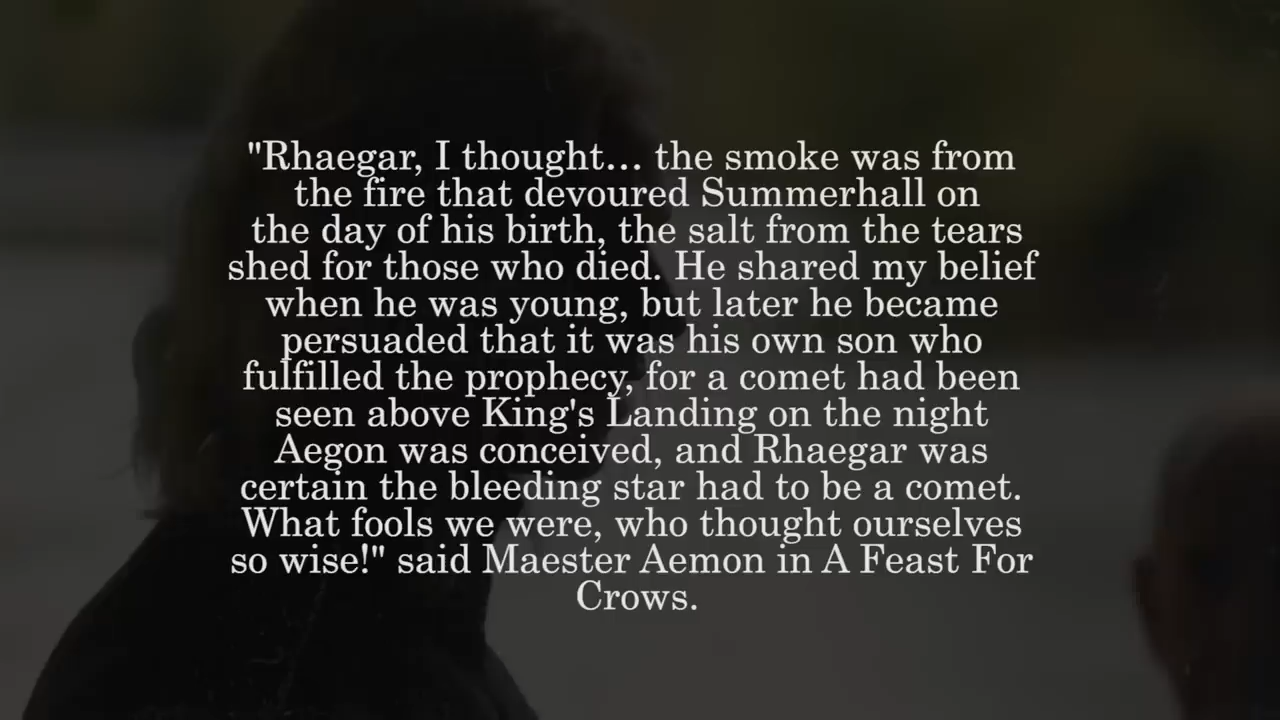 "Rhaegar, I thought... the smoke was from
the fire that devoured Summerhall on
the day of his birth, the salt from the tears
shed for those who died. He shared my belief
when he was young, but later he became
persuaded that it was his own son who
fulfilled the prophecy, for a comet had been
seen above King's Landing on the night
Aegon was conceived, and Rhaegar was
certain the bleeding star had to be a comet.
What fools we were, who thought ourselves
so wise!" said Maester Aemon in A Feast For
Crows.